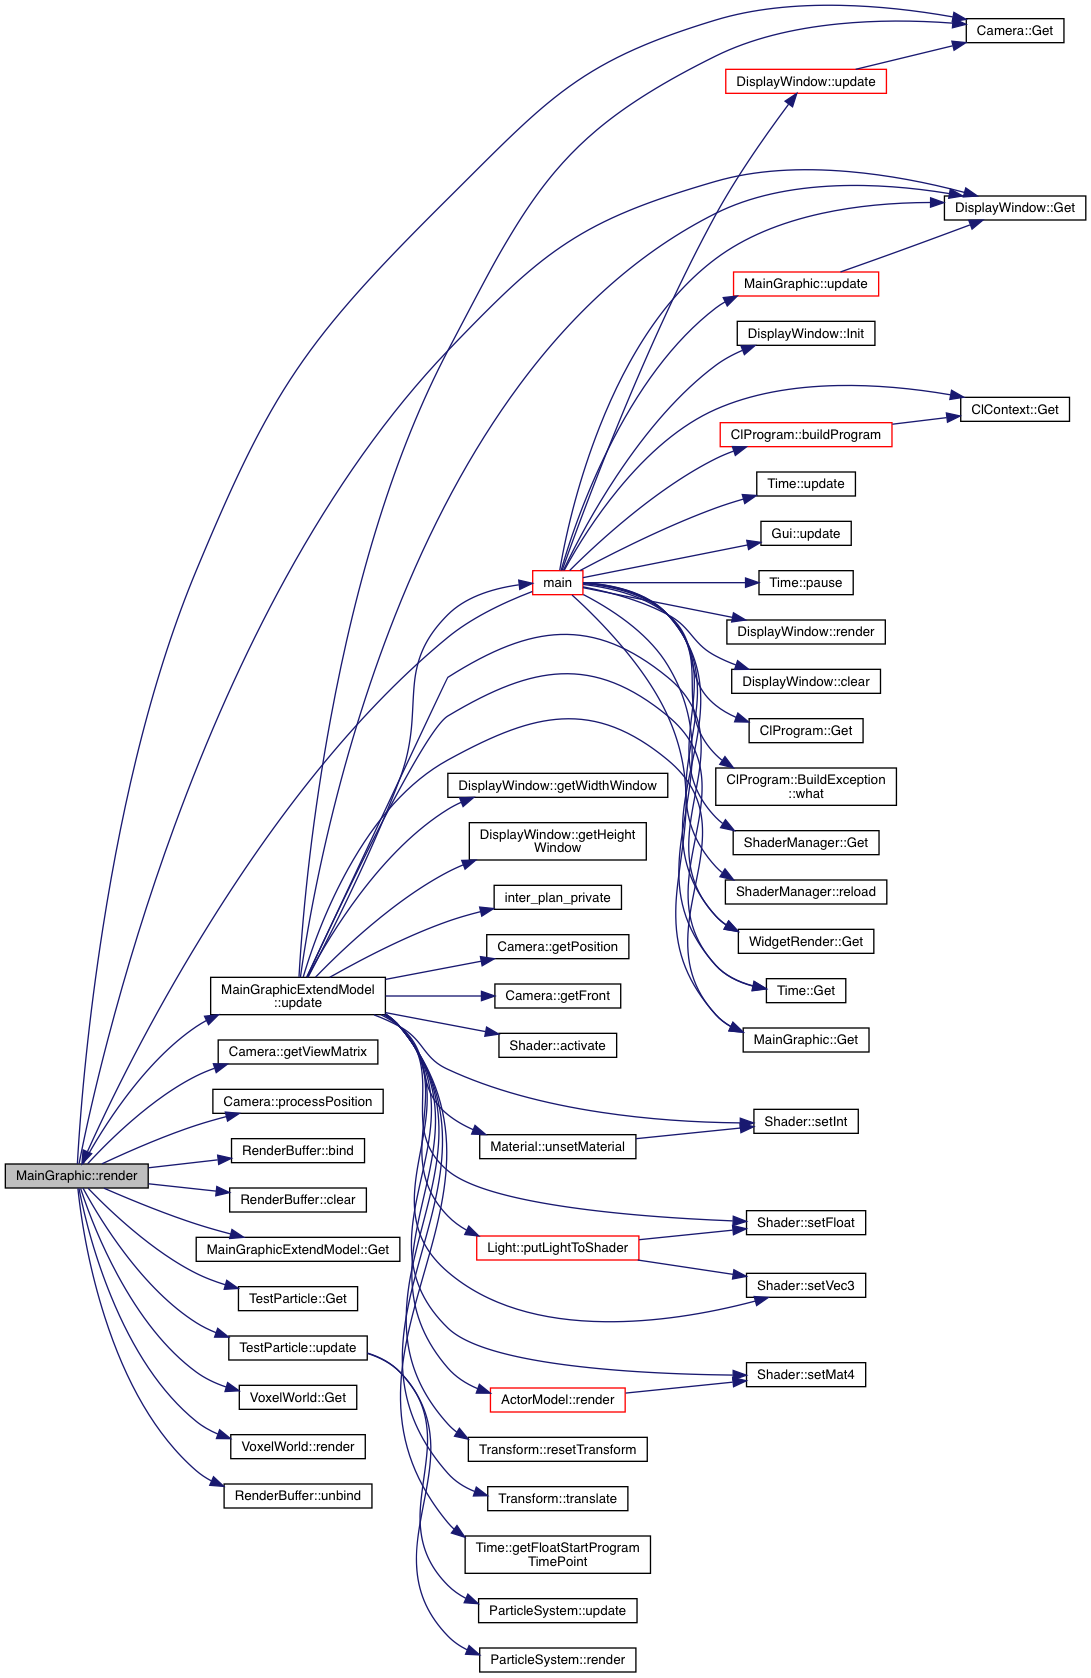 Camera::Get
DisplayWindow::update
DisplayWindow::Get
MainGraphic::update
DisplayWindow::Init
ClContext::Get
ClProgram::buildProgram
Time::update
Gui::update
main
Time::pause
DisplayWindow::render
DisplayWindow::clear
ClProgram::Get
DisplayWindow::getWidthWindow
ClProgram::BuildException
::what
DisplayWindow::getHeight
Window
ShaderManager::Get
inter_plan_private
ShaderManager::reload
Camera::getPosition
WidgetRender::Get
MainGraphicExtendModel
::update
Camera::getFront
Time::Get
Shader::activate
MainGraphic::Get
Camera::getViewMatrix
Camera::processPosition
Shader::setInt
RenderBuffer::bind
Material::unsetMaterial
MainGraphic::render
RenderBuffer::clear
Shader::setFloat
MainGraphicExtendModel::Get
Light::putLightToShader
TestParticle::Get
Shader::setVec3
TestParticle::update
Shader::setMat4
VoxelWorld::Get
ActorModel::render
VoxelWorld::render
Transform::resetTransform
RenderBuffer::unbind
Transform::translate
Time::getFloatStartProgram
TimePoint
ParticleSystem::update
ParticleSystem::render